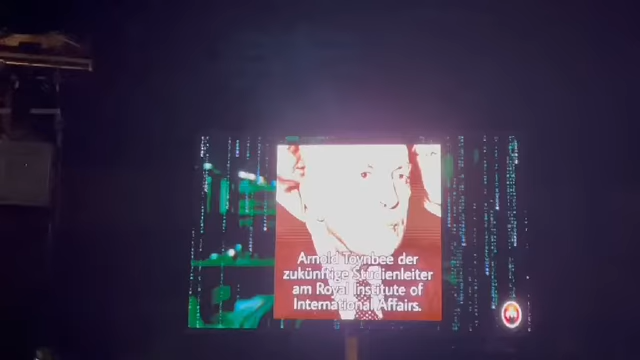 Arnold Toynbee der
zukünftige Studienleiter
am Royal Institute of
International Affairs.